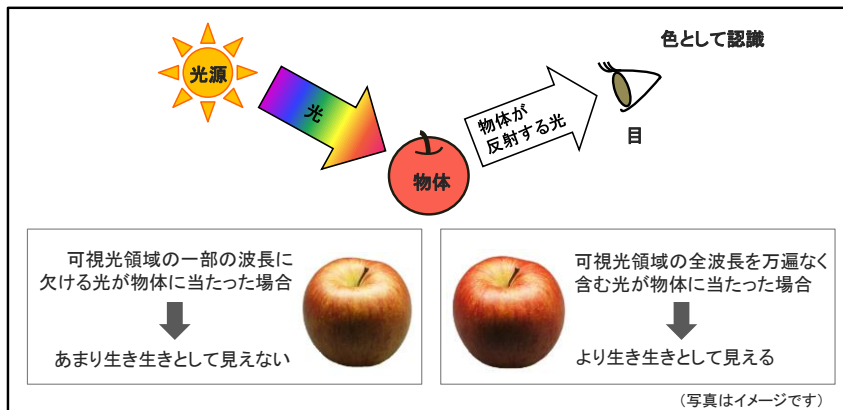 色として認識
光源
光
物体が
反射する光
目
物体
可視光領域の一部の波長に
欠ける光が物体に当たった場合
あまり生き生きとして見えない
可視光領域の全波長を万遍なく
含む光が物体に当たった場合
より生き生きとして見える
(写真はイメージです)